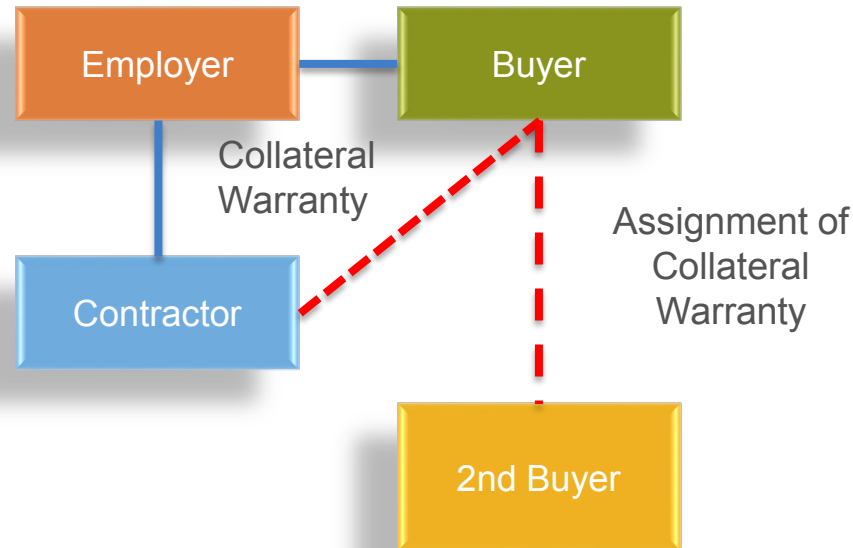 Employer
Buyer
Collateral
Warranty
Contractor
Assignment of
Collateral
Warranty
2nd Buyer